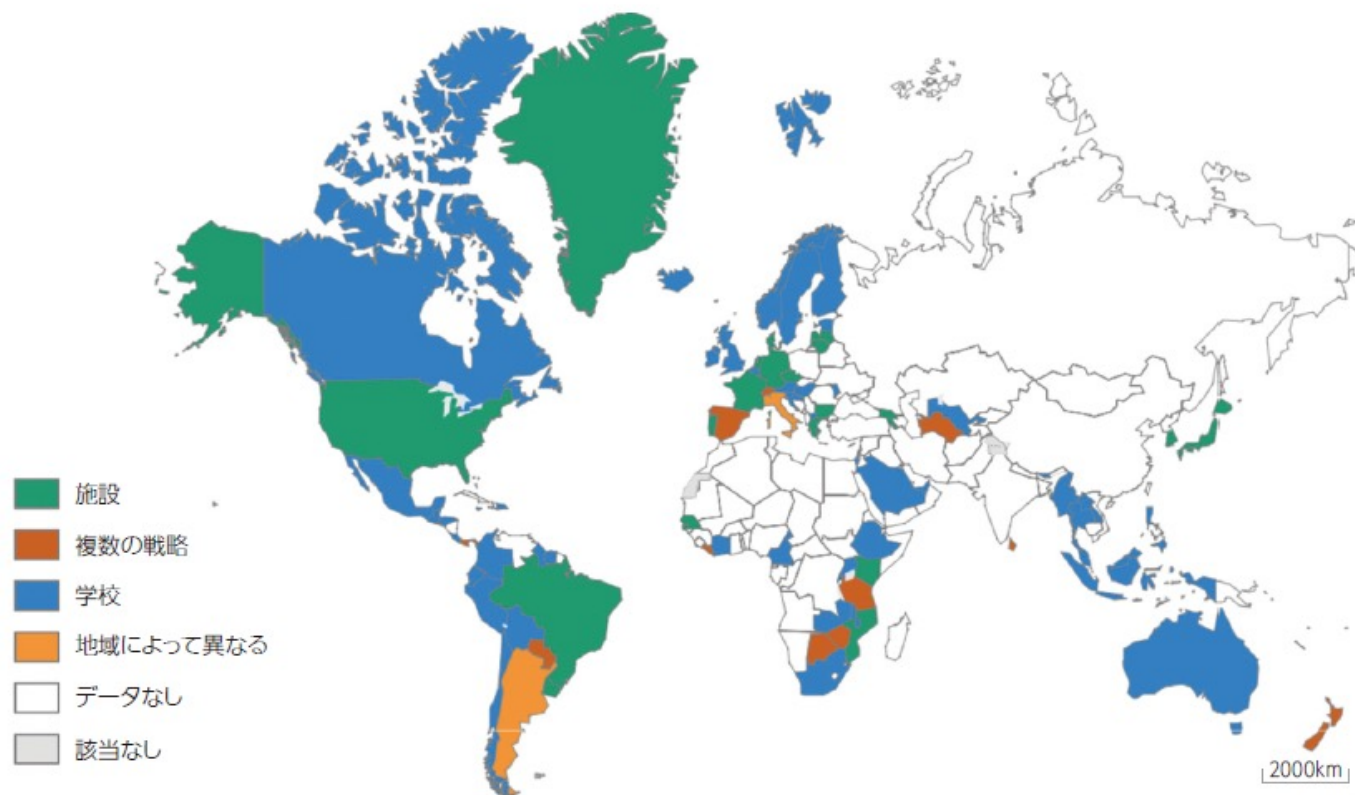 施設
複数の戦略
学校
地域によって異なる
データなし
該当なし
2000km